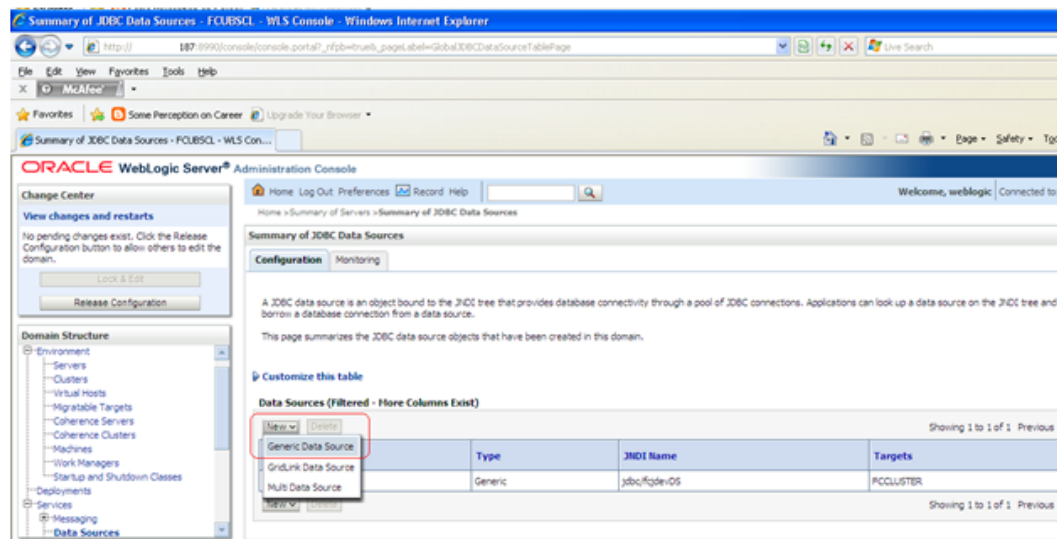 Summary of JDBC Data Sources - FCUBSCL - WLS Console - Windows Internet Explorer
http:// 187:8990/console/console.portal?_nfpb=true&_pageLabel=GlobalJDBCDataSourceTablePage
Live Search
File Edit View Favorites Tools Help
X McAfee
Favorites Some Perception on Career Upgrade Your Browser
Summary of JDBC Data Sources - FCUBSCL - WLS Con...
Page Safety
ORACLE WebLogic Server® Administration Console
Change Center
View changes and restarts
No pending changes exist. Click the Release
Configuration button to allow others to edit the
domain.
Lock & Edit
Release Configuration
Domain Structure
Environment
Servers
Clusters
Virtual Hosts
Migratable Targets
Coherence Servers
Coherence Clusters
Machines
Work Managers
Startup and Shutdown Classes
Deployments
Services
Messaging
Data Sources
Home Log Out Preferences Record Help
Welcome, weblogic Connected to
Home >Summary of Servers >Summary of JDBC Data Sources
Summary of JDBC Data Sources
Configuration Monitoring
A JDBC data source is an object bound to the JNDI tree that provides database connectivity through a pool of JDBC connections. Applications can look up a data source on the JNDI tree and
borrow a database connection from a data source.
This page summarizes the JDBC data source objects that have been created in this domain.
Customize this table
Data Sources (Filtered - More Columns Exist)
New Delete
Showing 1 to 1 of 1 Previous
Generic Data Source
GridLink Data Source
Multi Data Source
Type JNDI Name Targets
Generic jdbc/fcjdevDS FCCLUSTER
New Delete
Showing 1 to 1 of 1 Previous